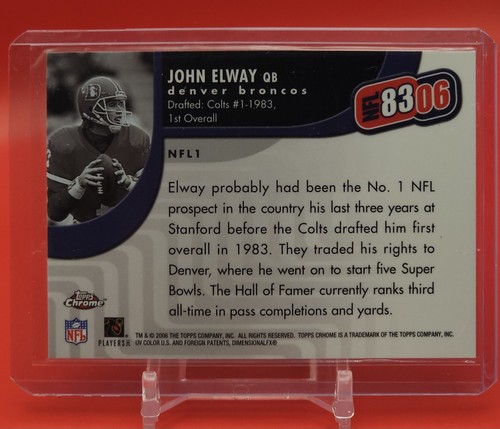 JOHN ELWAY QB
denver broncos
Drafted: Colts #1-1983,
1st Overall
NFL 8306
NFL1
Elway probably had been the No. 1 NFL
prospect in the country his last three years at
Stanford before the Colts drafted him first
overall in 1983. They traded his rights to
Denver, where he went on to start five Super
Bowls. The Hall of Famer currently ranks third
all-time in pass completions and yards.
Topps
Chrome
NFL
PLAYERS
TM & © 2006 THE TOPPS COMPANY, INC. ALL RIGHTS RESERVED. TOPPS CRHOME IS A TRADEMARK OF THE TOPPS COMPANY, INC.
UV COLOR U.S. AND FOREIGN PATENTS, DIMENSIONALFX®